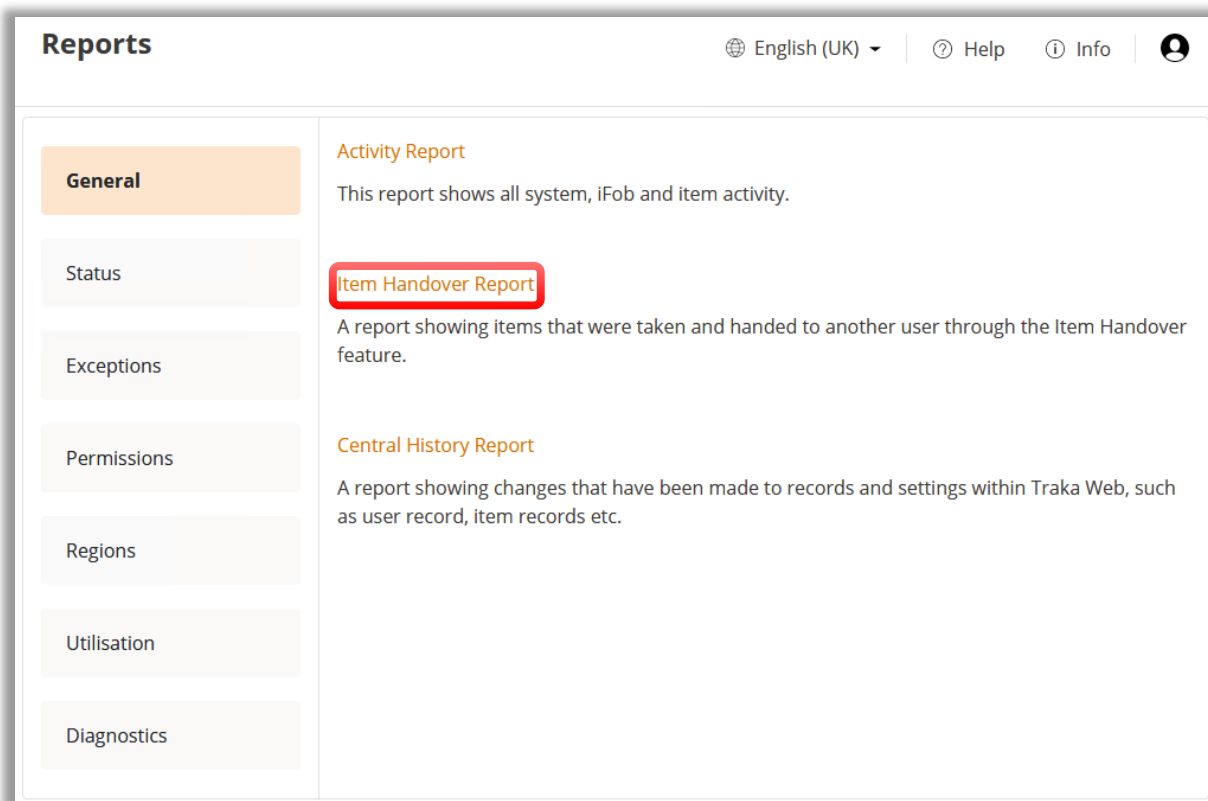 Reports
English (UK)
Help
Info
General
Status
Exceptions
Permissions
Regions
Utilisation
Diagnostics
Activity Report
This report shows all system, iFob and item activity.
Item Handover Report
A report showing items that were taken and handed to another user through the Item Handover
feature.
Central History Report
A report showing changes that have been made to records and settings within Traka Web, such
as user record, item records etc.